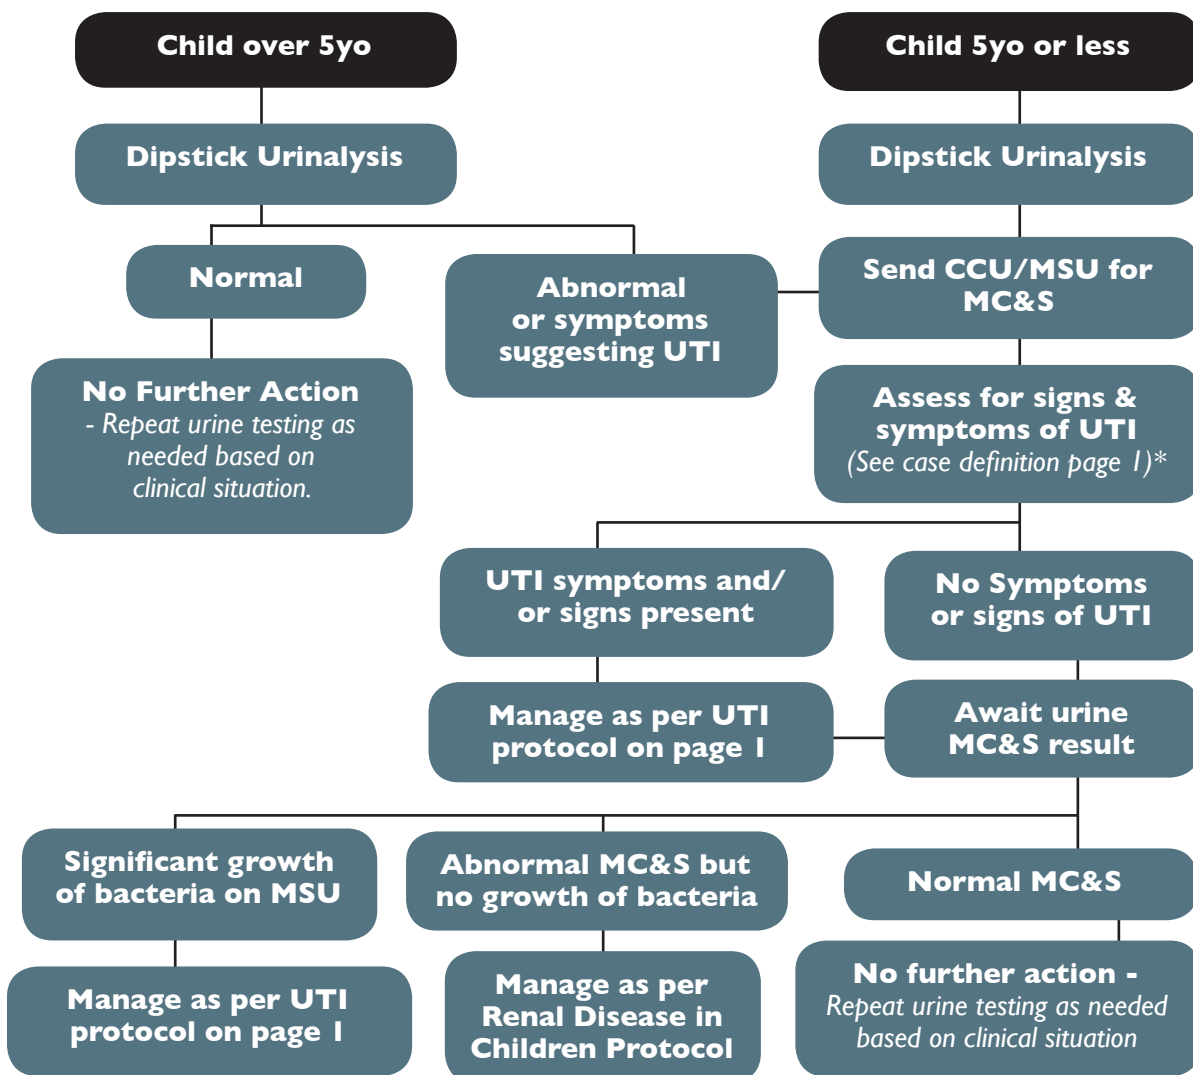 Child over 5yo
Child 5yo or less
Dipstick Urinalysis
Dipstick Urinalysis
Normal
Abnormal
or symptoms
suggesting UTI
Send CCU/MSU for
MC&S
No Further Action
- Repeat urine testing as
needed based on
clinical situation.
Assess for signs &
symptoms of UTI
(See case definition page 1)*
UTI symptoms and/
or signs present
No Symptoms
or signs of UTI
Manage as per UTI
protocol on page 1
Await urine
MC&S result
Significant growth
of bacteria on MSU
Abnormal MC&S but
no growth of bacteria
Normal MC&S
Manage as per UTI
protocol on page 1
Manage as per
Renal Disease in
Children Protocol
No further action -
Repeat urine testing as needed
based on clinical situation